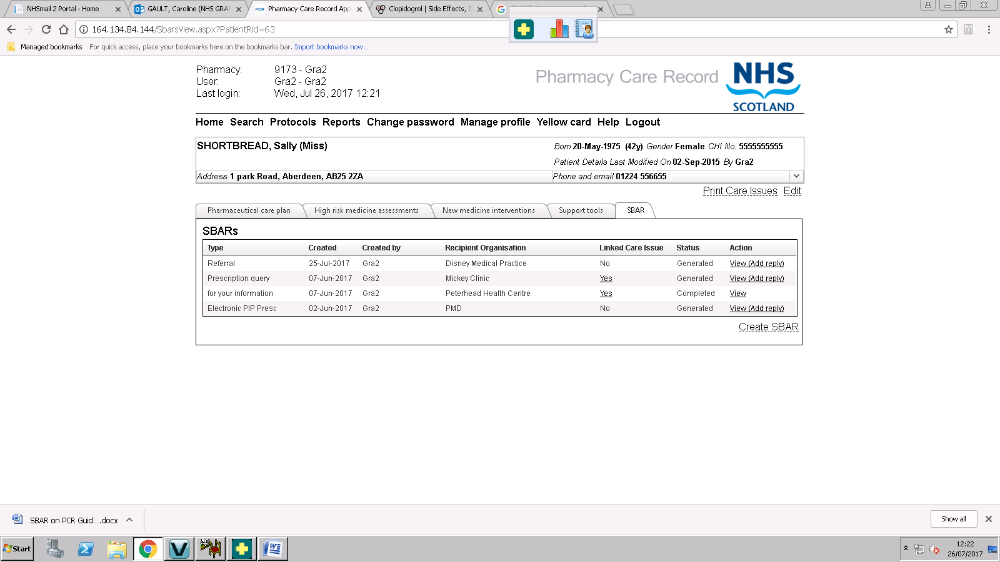 NHSmail 2 Portal - Home
GAULT, Caroline (NHS GRAN
PCR Pharmacy Care Record App
Clopidogrel | Side Effects, D
164.134.84.144/SbarsView.aspx?PatientRid=63
Managed bookmarks For quick access, place your bookmarks here on the bookmarks bar. Import bookmarks now...
Pharmacy: 9173 - Gra2
User: Gra2 - Gra2
Last login: Wed, Jul 26, 2017 12:21
Pharmacy Care Record
NHS
SCOTLAND
Home Search Protocols Reports Change password Manage profile Yellow card Help Logout
SHORTBREAD, Sally (Miss)
Born 20-May-1975 (42y) Gender Female CHI No. 5555555555
Patient Details Last Modified On 02-Sep-2015 By Gra2
Address 1 park Road, Aberdeen, AB25 2ZA
Phone and email 01224 556655
Print Care Issues Edit
Pharmaceutical care plan High risk medicine assessments New medicine interventions Support tools SBAR
SBARs
Type Created Created by Recipient Organisation Linked Care Issue Status Action
Referral 25-Jul-2017 Gra2 Disney Medical Practice No Generated View (Add reply)
Prescription query 07-Jun-2017 Gra2 Mickey Clinic Yes Generated View (Add reply)
for your information 07-Jun-2017 Gra2 Peterhead Health Centre Yes Completed View
Electronic PIP Presc 02-Jun-2017 Gra2 PMD No Generated View (Add reply)
Create SBAR
SBAR on PCR Guid....docx
Show all
Start
12:22
26/07/2017